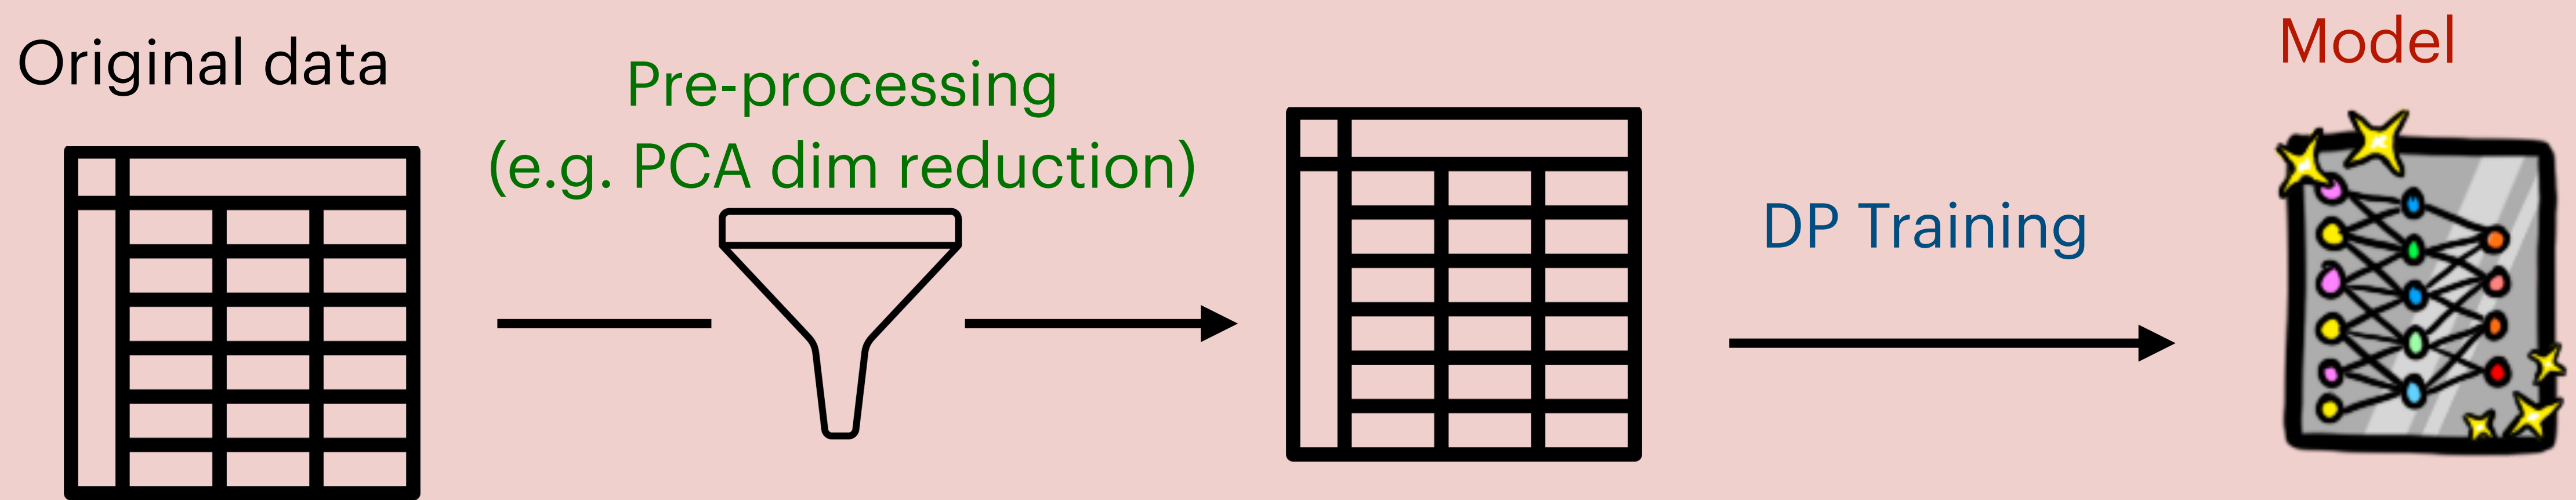 Original data
Pre-processing
(e.g. PCA dim reduction)
DP Training
Model